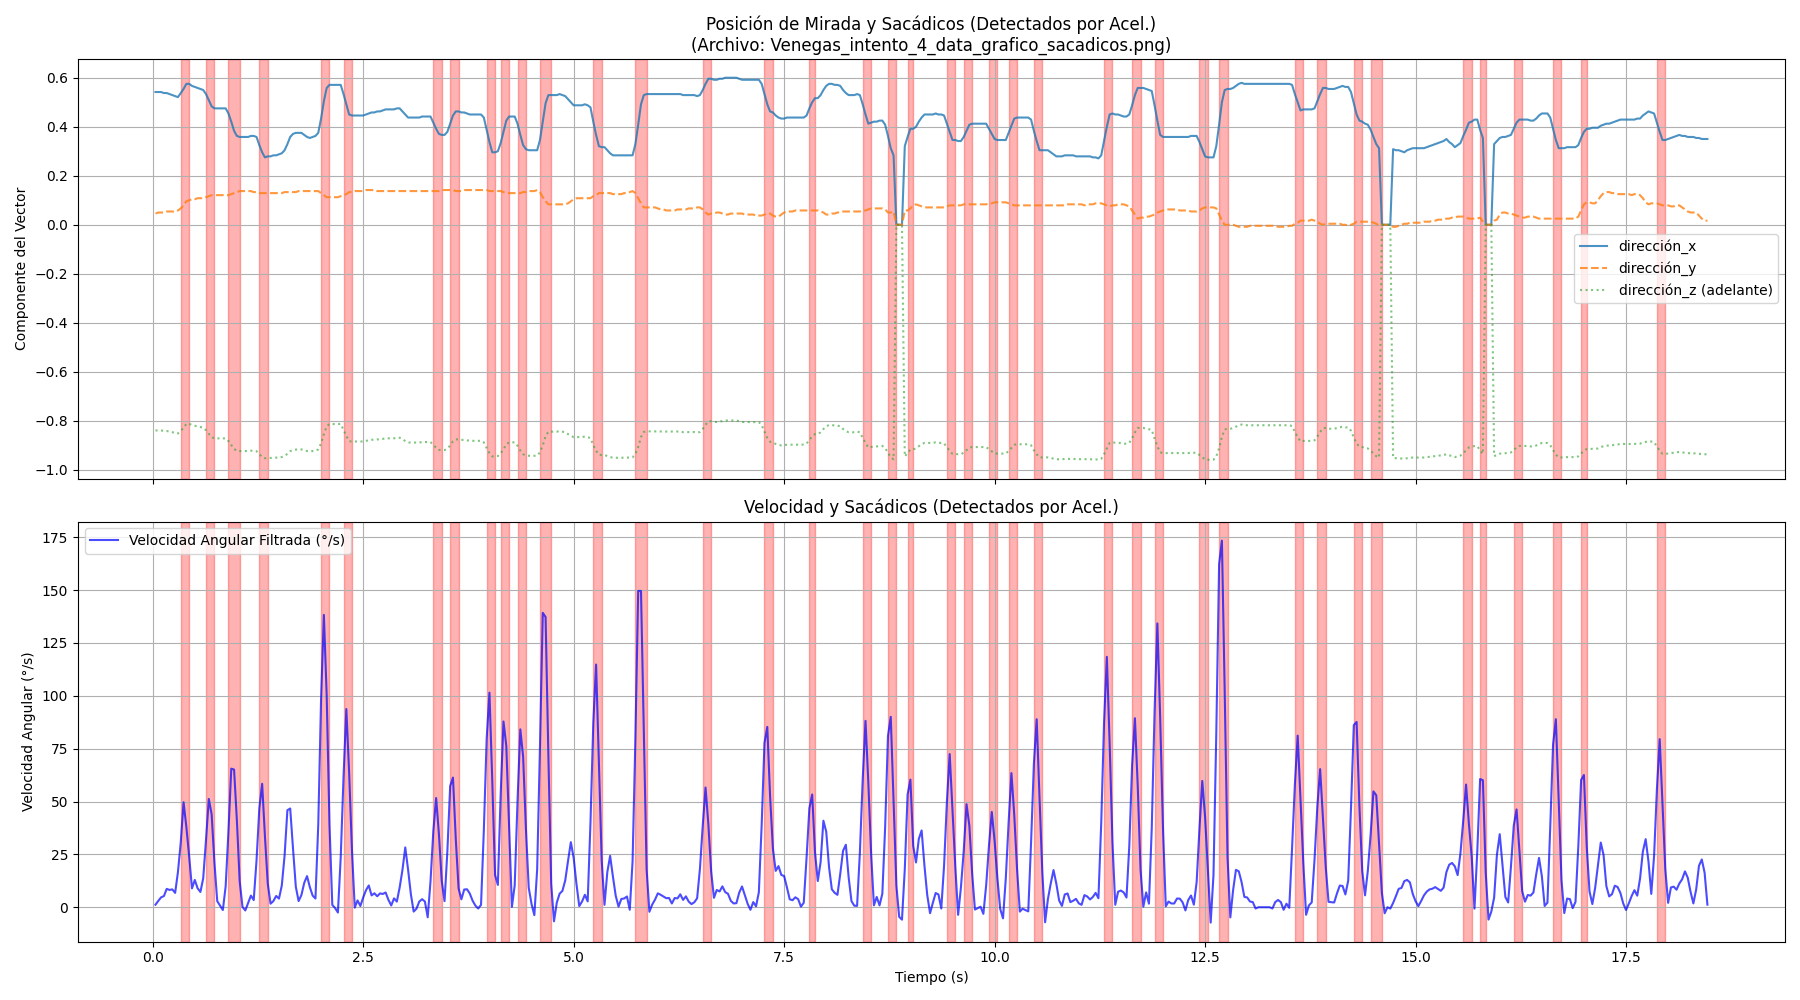 Posición de Mirada y Sacádicos (Detectados por Acel.)
(Archivo: Venegas_intento_4_data_grafico_sacadicos.png)
Componente del Vector
0.6
0.4
0.2
0.0
−0.2
−0.4
−0.6
−0.8
−1.0
dirección_x
dirección_y
dirección_z (adelante)
Velocidad y Sacádicos (Detectados por Acel.)
Velocidad Angular (°/s)
175
150
125
100
75
50
25
0
Velocidad Angular Filtrada (°/s)
0.0 2.5 5.0 7.5 10.0 12.5 15.0 17.5
Tiempo (s)